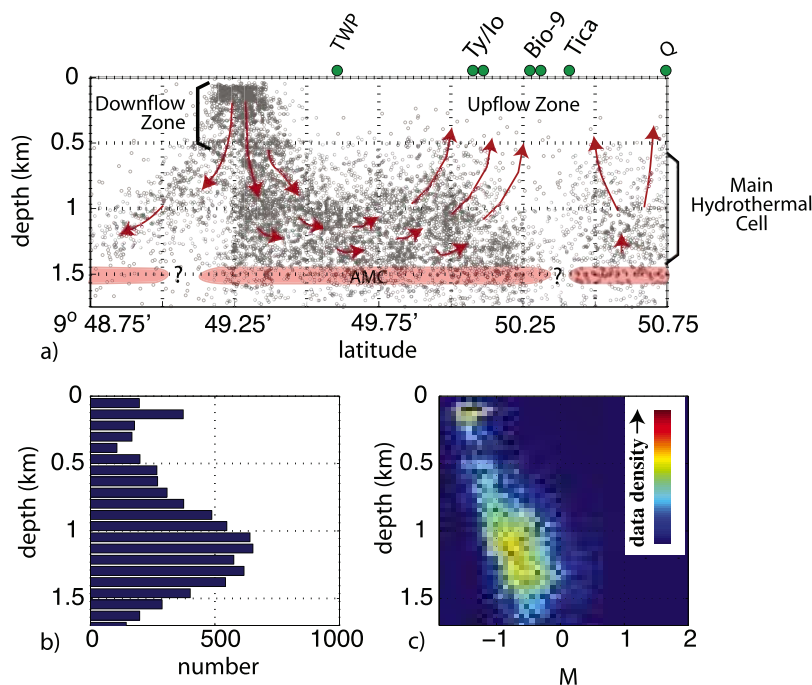 TWP Ty/Io Bio-9 Tica Q
0
Downflow Zone
Upflow Zone
0.5
depth (km)
1
Main Hydrothermal Cell
1.5
? AMC ?
9° 48.75' 49.25' 49.75' 50.25 50.75
a)
latitude
0
0.5
depth (km)
1
1.5
0 500 1000
b)
number
0
0.5
depth (km)
1
1.5
data density
−1 0 1 2
c)
M